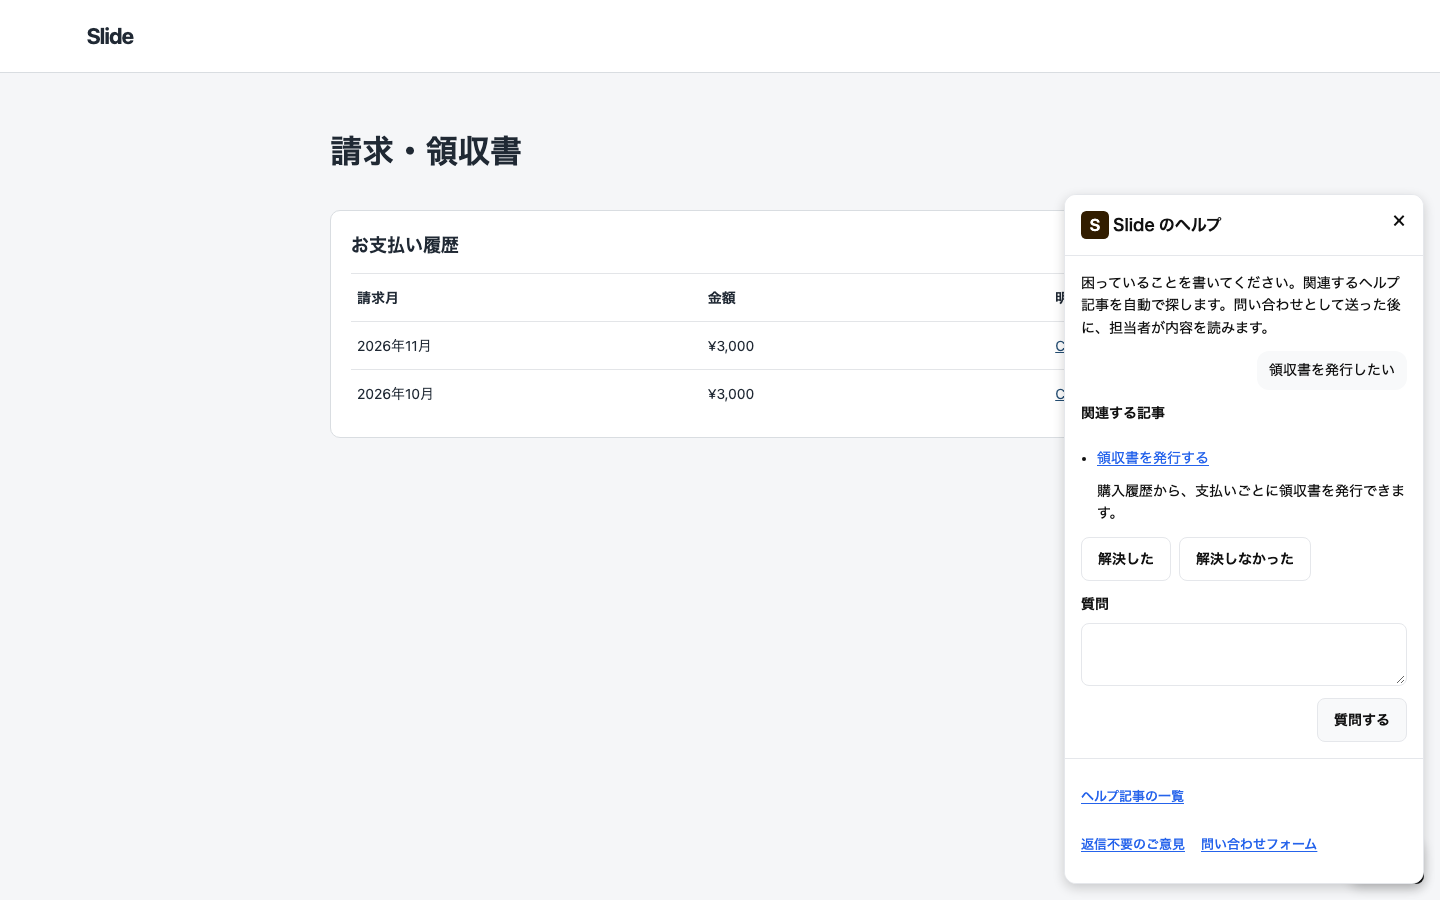 Slide
請求・領収書
お支払い履歴
請求月 金額
2026年11月 ¥3,000
2026年10月 ¥3,000
S Slide のヘルプ ×
困っていることを書いてください。関連するヘルプ
記事を自動で探します。問い合わせとして送った後
に、担当者が内容を読みます。
領収書を発行したい
関連する記事
• 領収書を発行する
購入履歴から、支払いごとに領収書を発行できま
す。
解決した 解決しなかった
質問
質問する
ヘルプ記事の一覧
返信不要のご意見 問い合わせフォーム